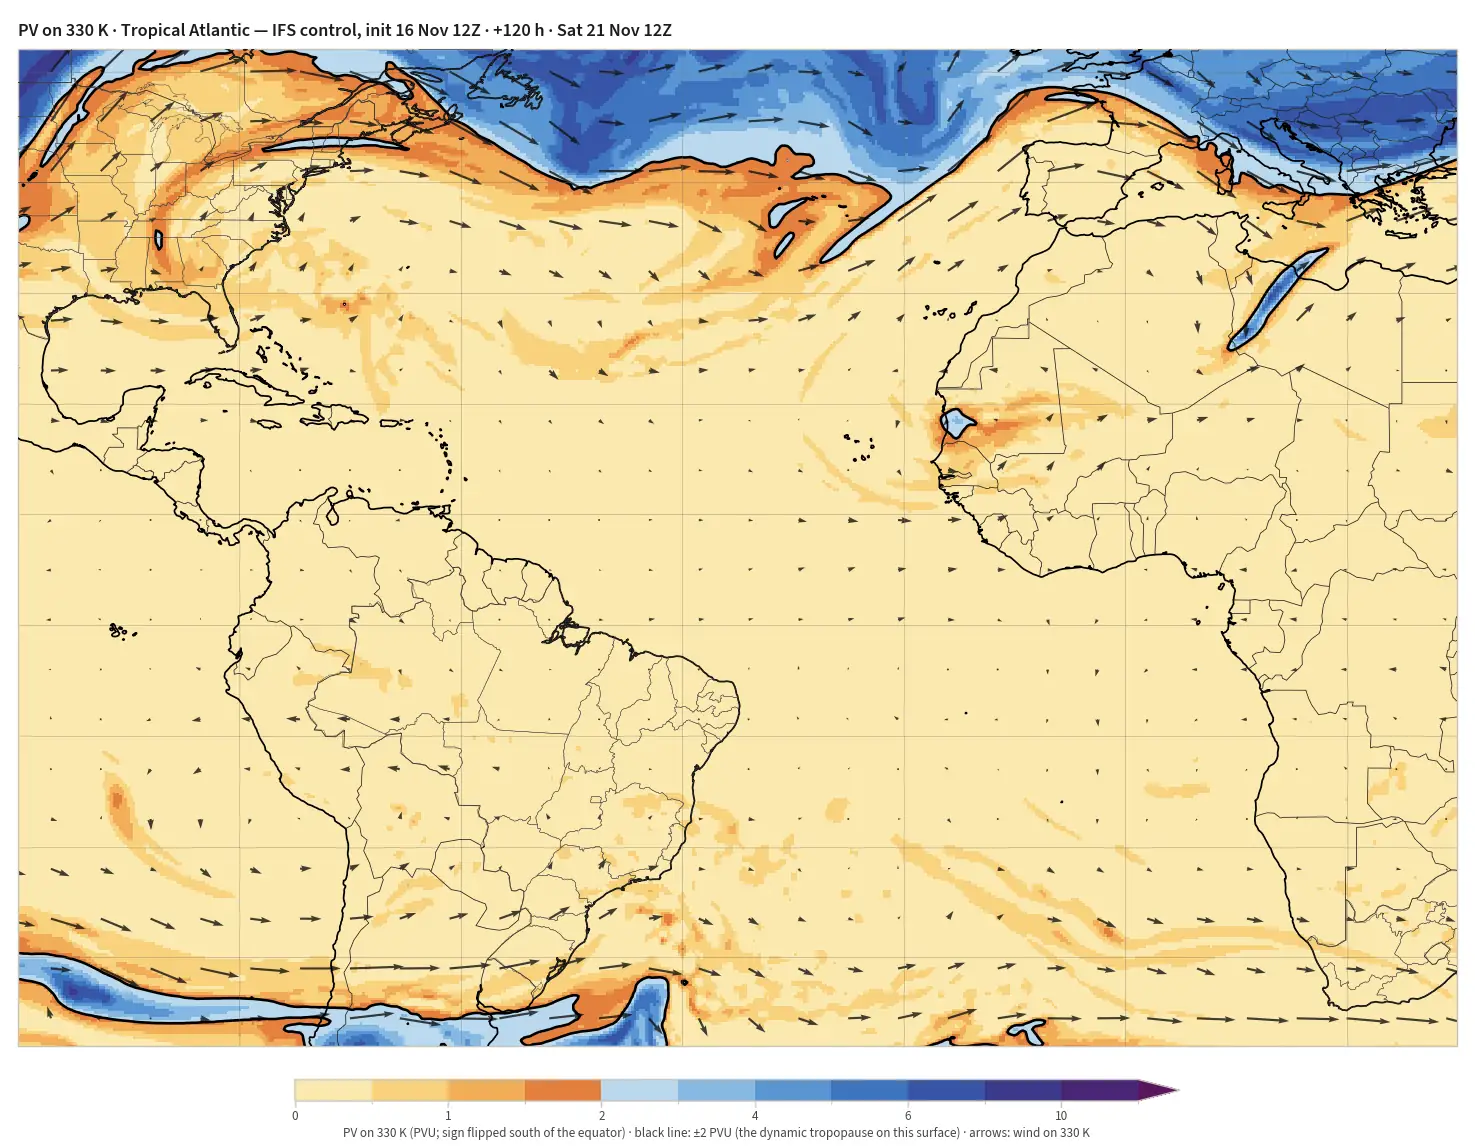 PV on 330 K · Tropical Atlantic — IFS control, init 16 Nov 12Z · +120 h · Sat 21 Nov 12Z
0 1 2 4 6 10
PV on 330 K (PVU; sign flipped south of the equator) · black line: ±2 PVU (the dynamic tropopause on this surface) · arrows: wind on 330 K